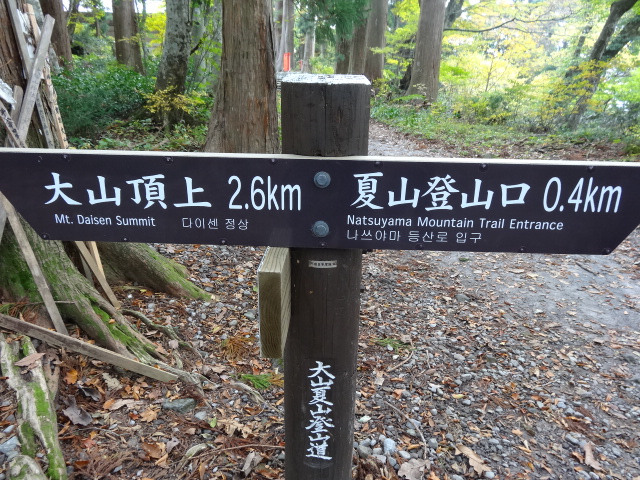 大山頂上 2.6km
Mt. Daisen Summit 다이센 정상
夏山登山口 0.4km
Natsuyama Mountain Trail Entrance
나쓰야마 등산로 입구
大山夏山登山道